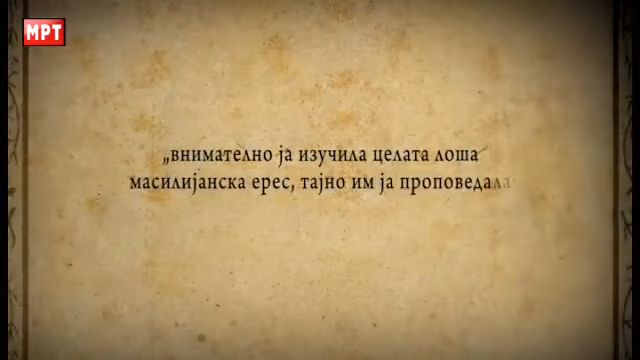 МРТ
„внимателно ја изучила целата лоша
масилијанска ерес, тајно им ја проповедала